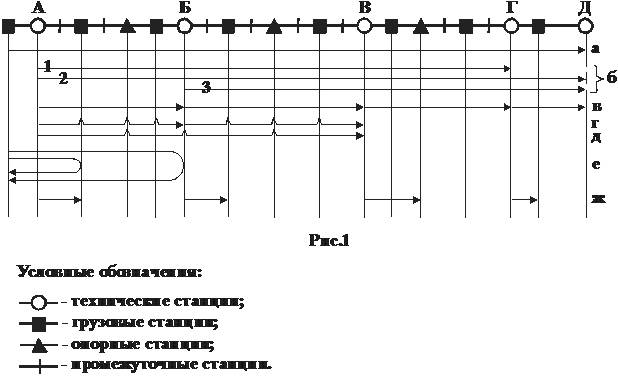 А Б В Г Д
а
1
2
б
3
в
г
д
е
ж
Рис.1
Условные обозначения:
- технические станции;
- грузовые станции;
- опорные станции;
- промежуточные станции.